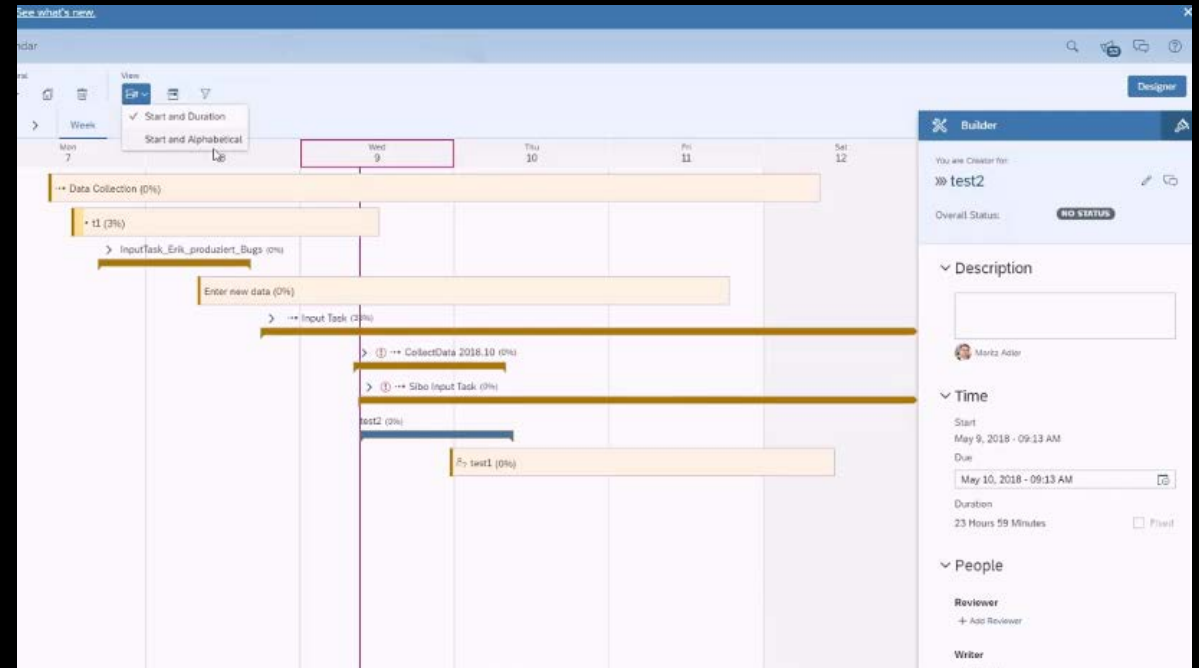 See what's new.
ndar
View
Designer
Start and Duration
Start and Alphabetical
Week
Mon
7
8
Wed
9
Thu
10
Fri
11
Sat
12
Data Collection (0%)
t1 (3%)
InputTask_Erik_produziert_Bugs (0%)
Enter new data (0%)
Input Task
CollectData 2018.10 (0%)
Sibo Input Task (0%)
test2 (0%)
test1 (0%)
Builder
You are Creator for:
test2
Overall Status:
NO STATUS
Description
Moritz Adler
Time
Start
May 9, 2018 - 09:13 AM
Due
May 10, 2018 - 09:13 AM
Duration
23 Hours 59 Minutes
Fixed
People
Reviewer
+ Add Reviewer
Writer